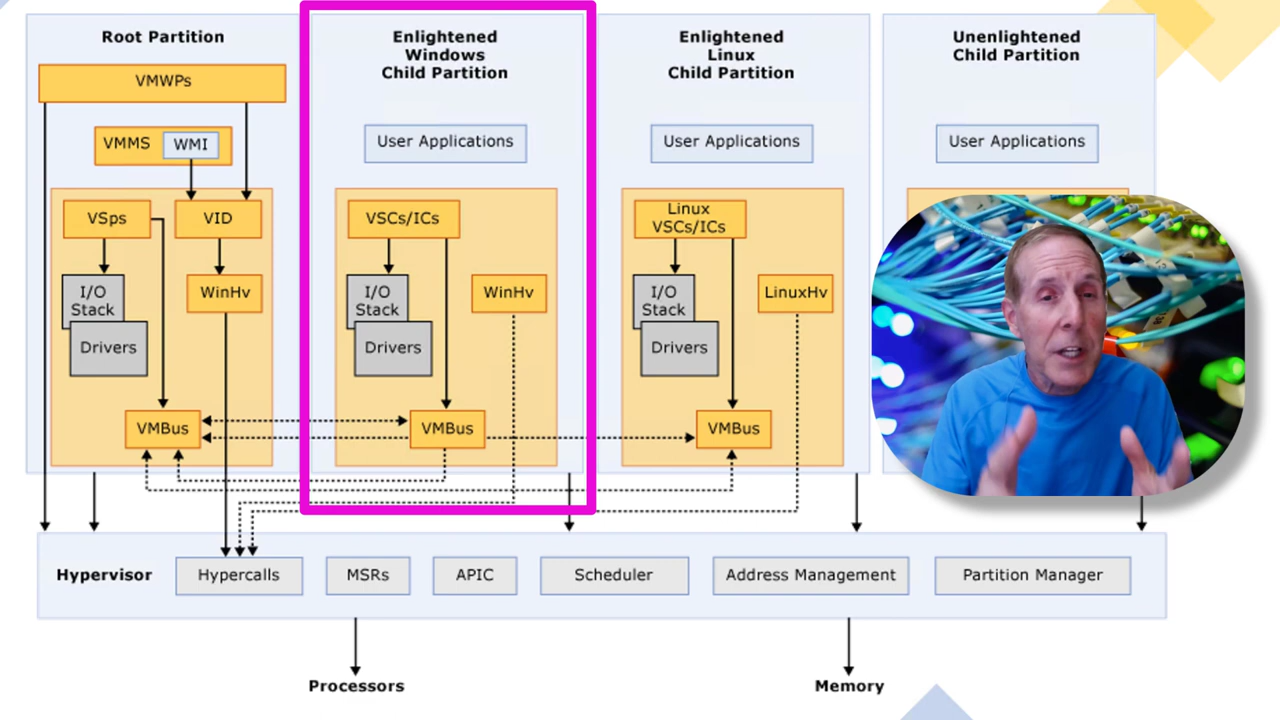 Root Partition
VMWPs
VMMS
WMI
VSps
VID
I/O
Stack
Drivers
WinHv
VMBus
Enlightened
Windows
Child Partition
User Applications
VSCs/ICs
I/O
Stack
Drivers
WinHv
VMBus
Enlightened
Linux
Child Partition
User Applications
Linux
VSCs/ICs
I/O
Stack
Drivers
LinuxHv
VMBus
Unenlightened
Child Partition
User Applications
Hypervisor
Hypercalls
MSRs
APIC
Scheduler
Address Management
Partition Manager
Processors
Memory